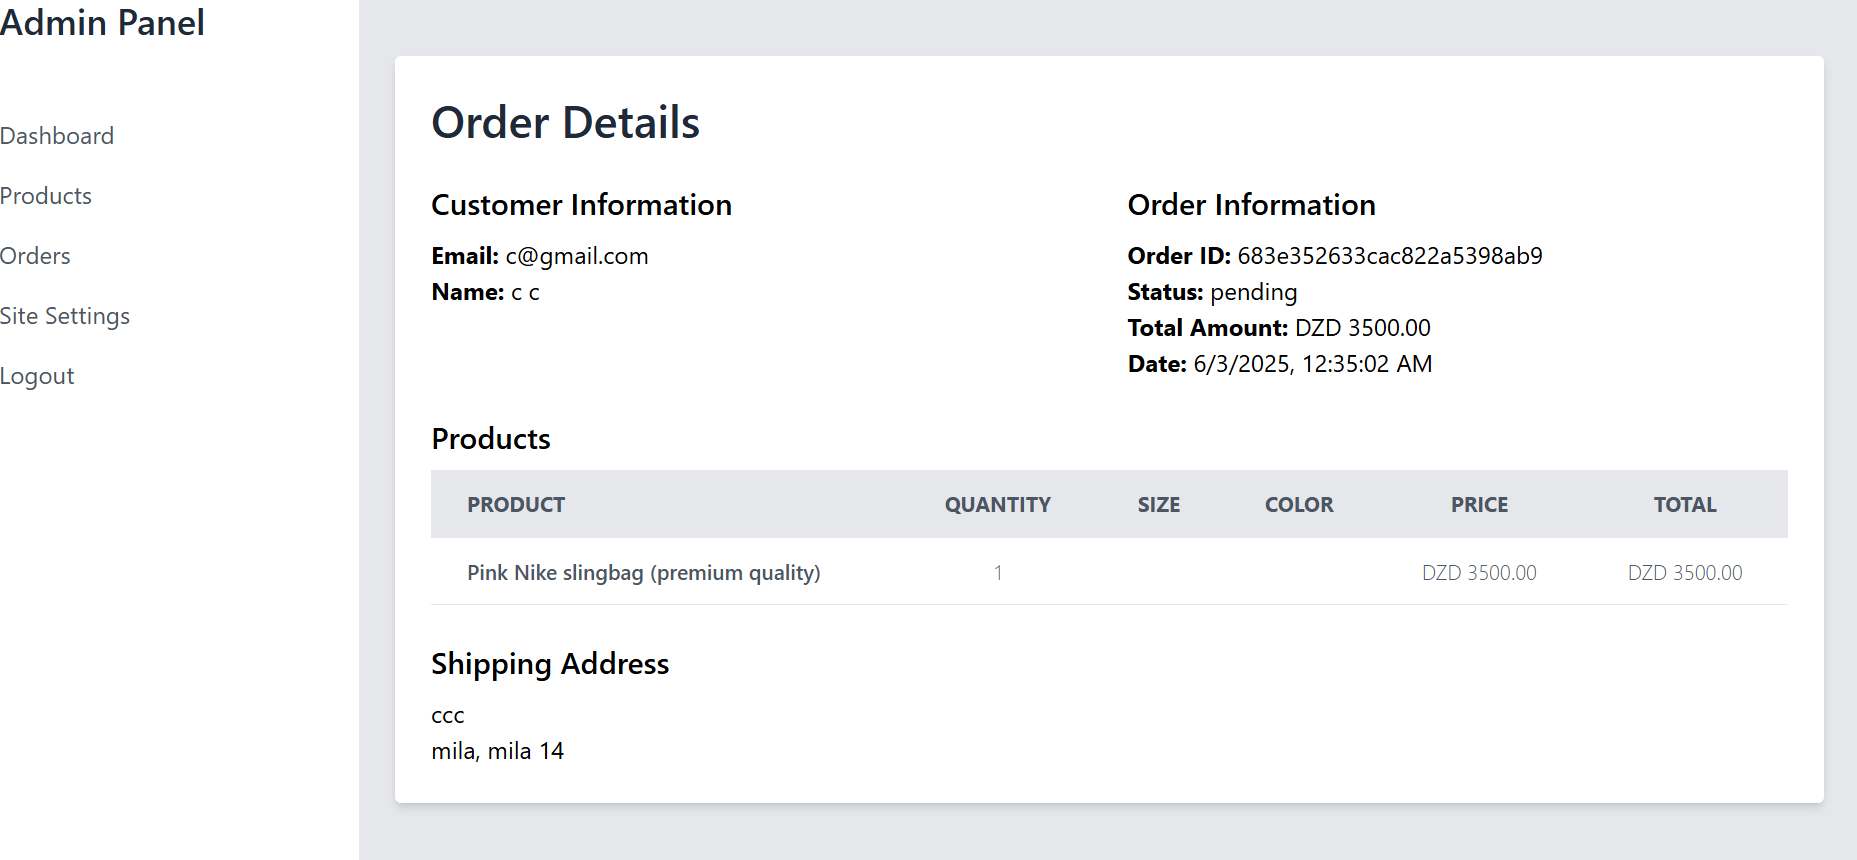 Admin Panel
Dashboard
Products
Orders
Site Settings
Logout
Order Details
Customer Information
Email: c@gmail.com
Name: c c
Order Information
Order ID: 683e352633cac822a5398ab9
Status: pending
Total Amount: DZD 3500.00
Date: 6/3/2025, 12:35:02 AM
Products
PRODUCT QUANTITY SIZE COLOR PRICE TOTAL
Pink Nike slingbag (premium quality) 1 DZD 3500.00 DZD 3500.00
Shipping Address
ccc
mila, mila 14